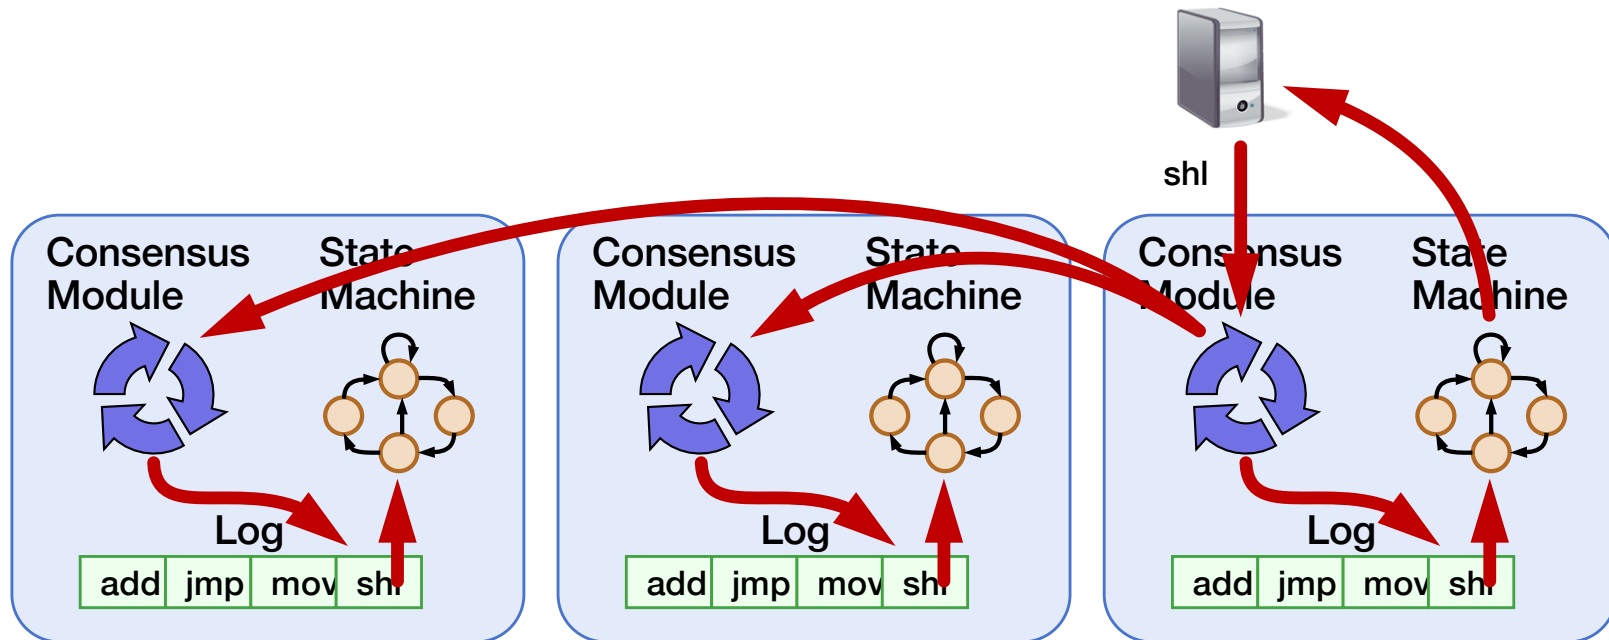 shl
Consensus
Module
State
Machine
Log
add jmp mov shl
Consensus
Module
State
Machine
Log
add jmp mov shl
Consensus
Module
State
Machine
Log
add jmp mov shl